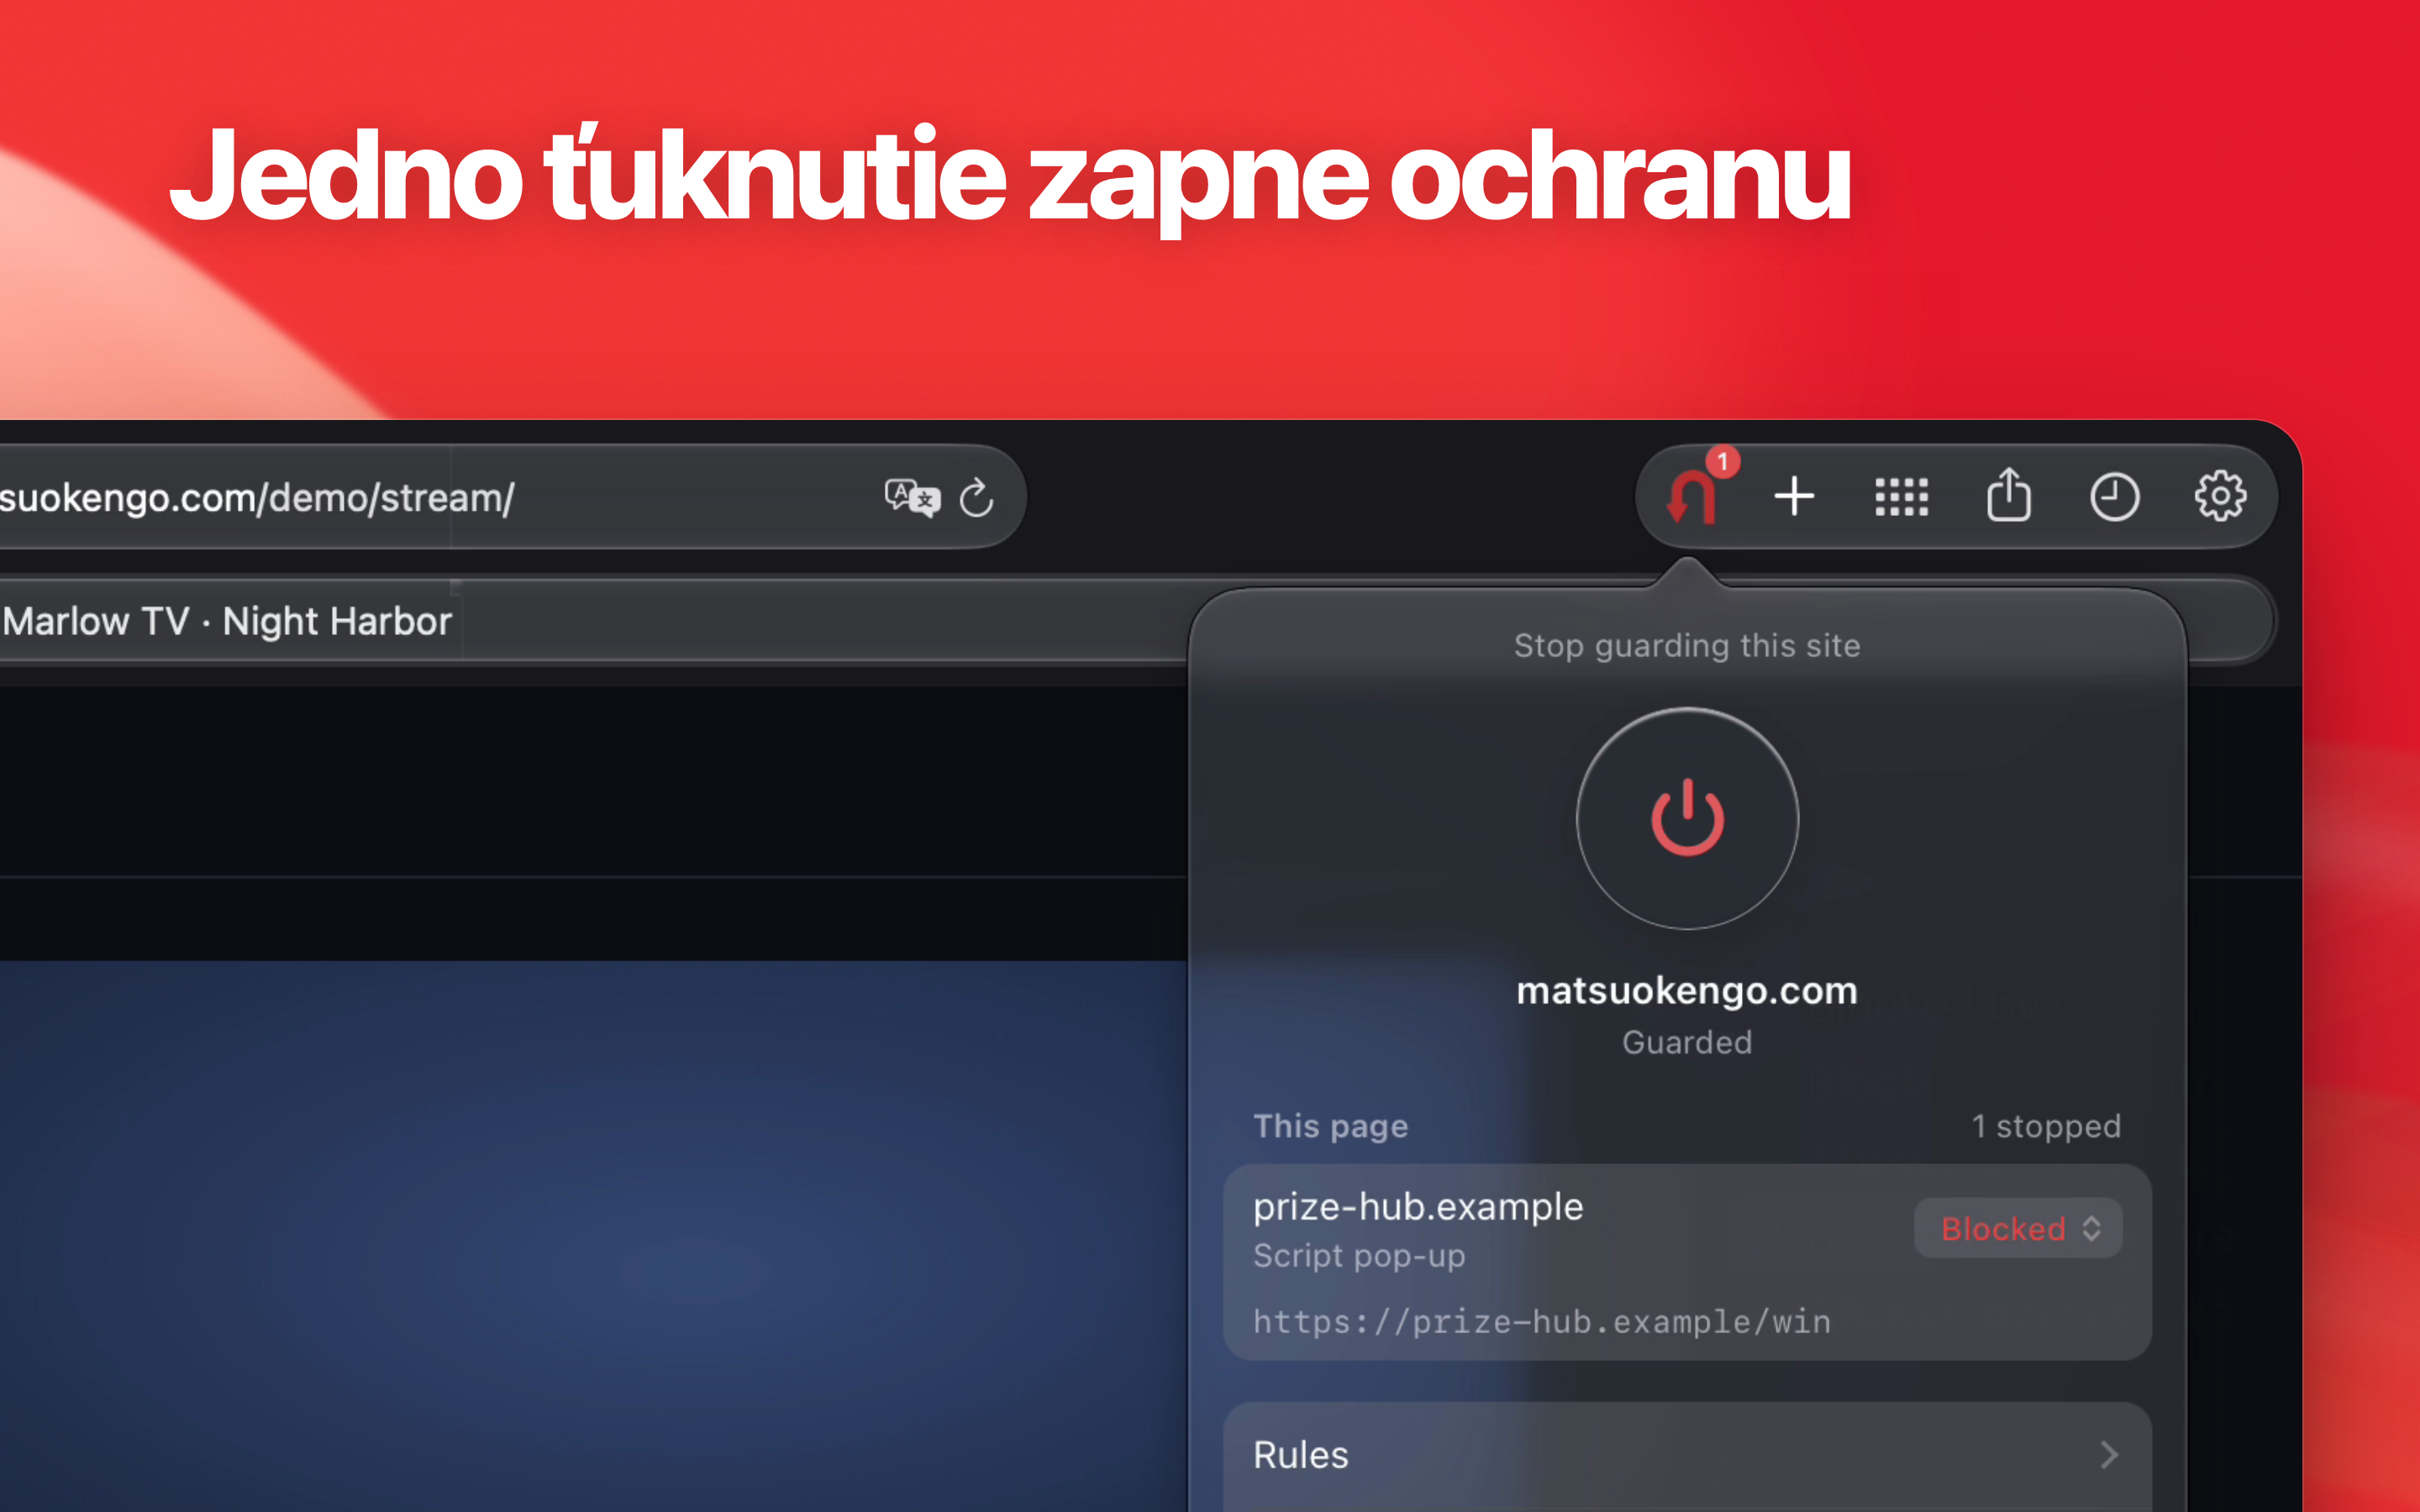 Jedno ťuknutie zapne ochranu
suokengo.com/demo/stream/
1
Marlow TV · Night Harbor
Stop guarding this site
matsuokengo.com
Guarded
This page
1 stopped
prize-hub.example
Blocked
Script pop-up
https://prize-hub.example/win
Rules